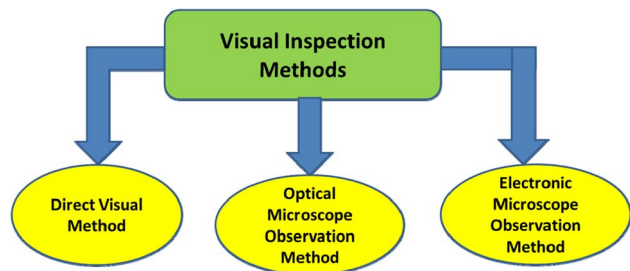 Visual Inspection
Methods
Direct Visual
Method
Optical
Microscope
Observation
Method
Electronic
Microscope
Observation
Method